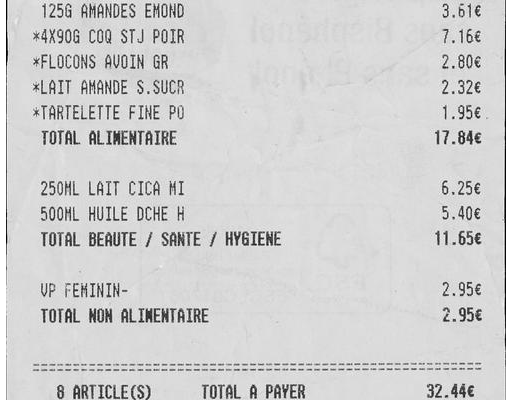 125G AMANDES EMOND 3.61€
*4X90G COQ STJ POIR 7.16€
*FLOCONS AVOIN GR 2.80€
*LAIT AMANDE S.SUCR 2.32€
*TARTELETTE FINE PO 1.95€
TOTAL ALIMENTAIRE 17.84€
250ML LAIT CICA MI 6.25€
500ML HUILE DCHE H 5.40€
TOTAL BEAUTE / SANTE / HYGIENE 11.65€
VP FEMININ- 2.95€
TOTAL NON ALIMENTAIRE 2.95€
========================================
8 ARTICLE(S) TOTAL A PAYER 32.44€